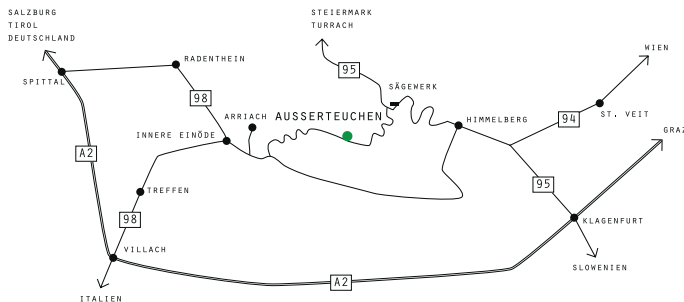 SALZBURG
TIROL
DEUTSCHLAND
STEIERMARK
TURRACH
WIEN
RADENTHEIN
95
SPITTAL
SÄGEWERK
98
ARRIACH
AUSSERTEUCHEN
HIMMELBERG
94
ST. VEIT
INNERE EINÖDE
GRAZ
A2
95
TREFFEN
98
KLAGENFURT
VILLACH
SLOWENIEN
A2
ITALIEN